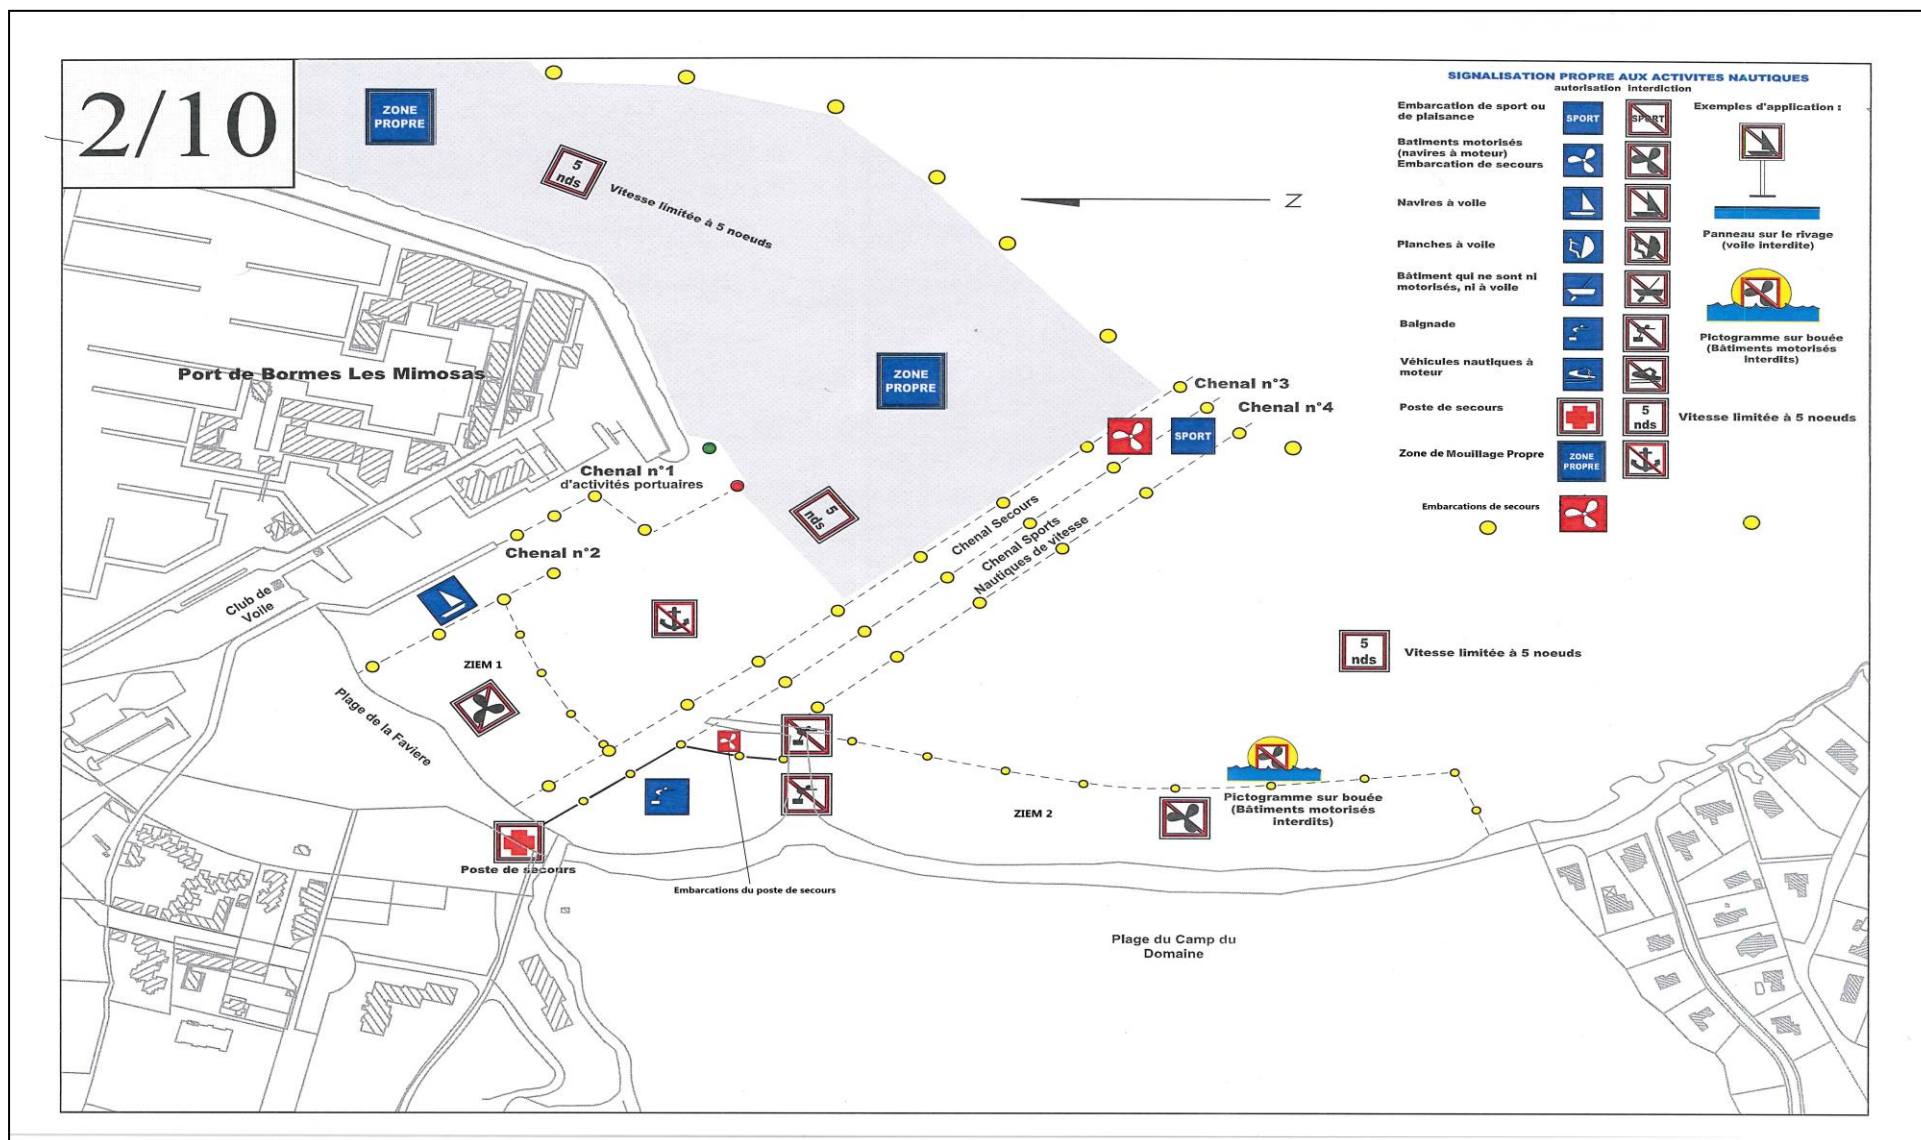 2/10
ZONE
PROPRE
5
nds
Vitesse limitée à 5 noeuds
N
Port de Bormes Les Mimosas
ZONE
PROPRE
Chenal n°3
Chenal n°4
SPORT
Chenal n°1
d'activités portuaires
5
Chenal Secours
Chenal Sports
Nautiques de vitesse
Chenal n°2
Club de
Voile
ZIEM 1
Plage de la Faviere
5
nds
Vitesse limitée à 5 noeuds
Pictogramme sur bouée
(Bâtiments motorisés
interdits)
ZIEM 2
Poste de secours
Embarcations du poste de secours
Plage du Camp du
Domaine
SIGNALISATION PROPRE AUX ACTIVITES NAUTIQUES
autorisation interdiction
Embarcation de sport ou
de plaisance
SPORT
SPORT
Exemples d'application :
Batiments motorisés
(navires à moteur)
Embarcation de secours
Navires à voile
Panneau sur le rivage
(voile interdite)
Planches à voile
Bâtiment qui ne sont ni
motorisés, ni à voile
Baignade
Pictogramme sur bouée
(Bâtiments motorisés
interdits)
Véhicules nautiques à
moteur
Poste de secours
5
nds
Vitesse limitée à 5 noeuds
Zone de Mouillage Propre
ZONE
PROPRE
Embarcations de secours